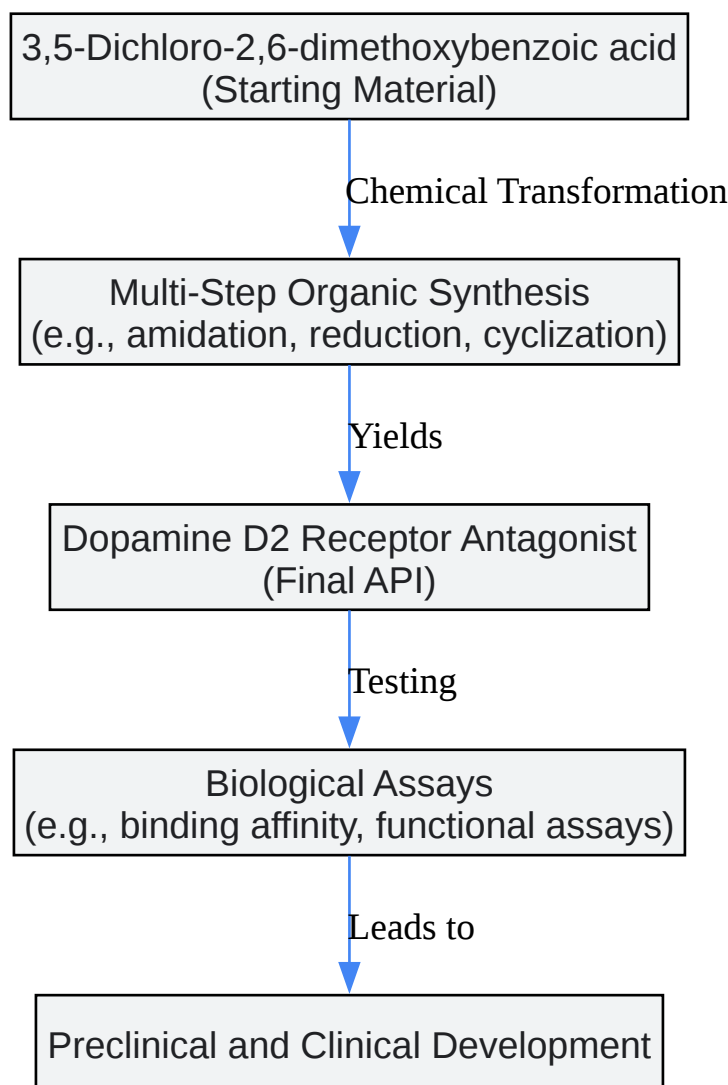 3,5-Dichloro-2,6-dimethoxybenzoic acid
(Starting Material)
Chemical Transformation
Multi-Step Organic Synthesis
(e.g., amidation, reduction, cyclization)
Yields
Dopamine D2 Receptor Antagonist
(Final API)
Testing
Biological Assays
(e.g., binding affinity, functional assays)
Leads to
Preclinical and Clinical Development